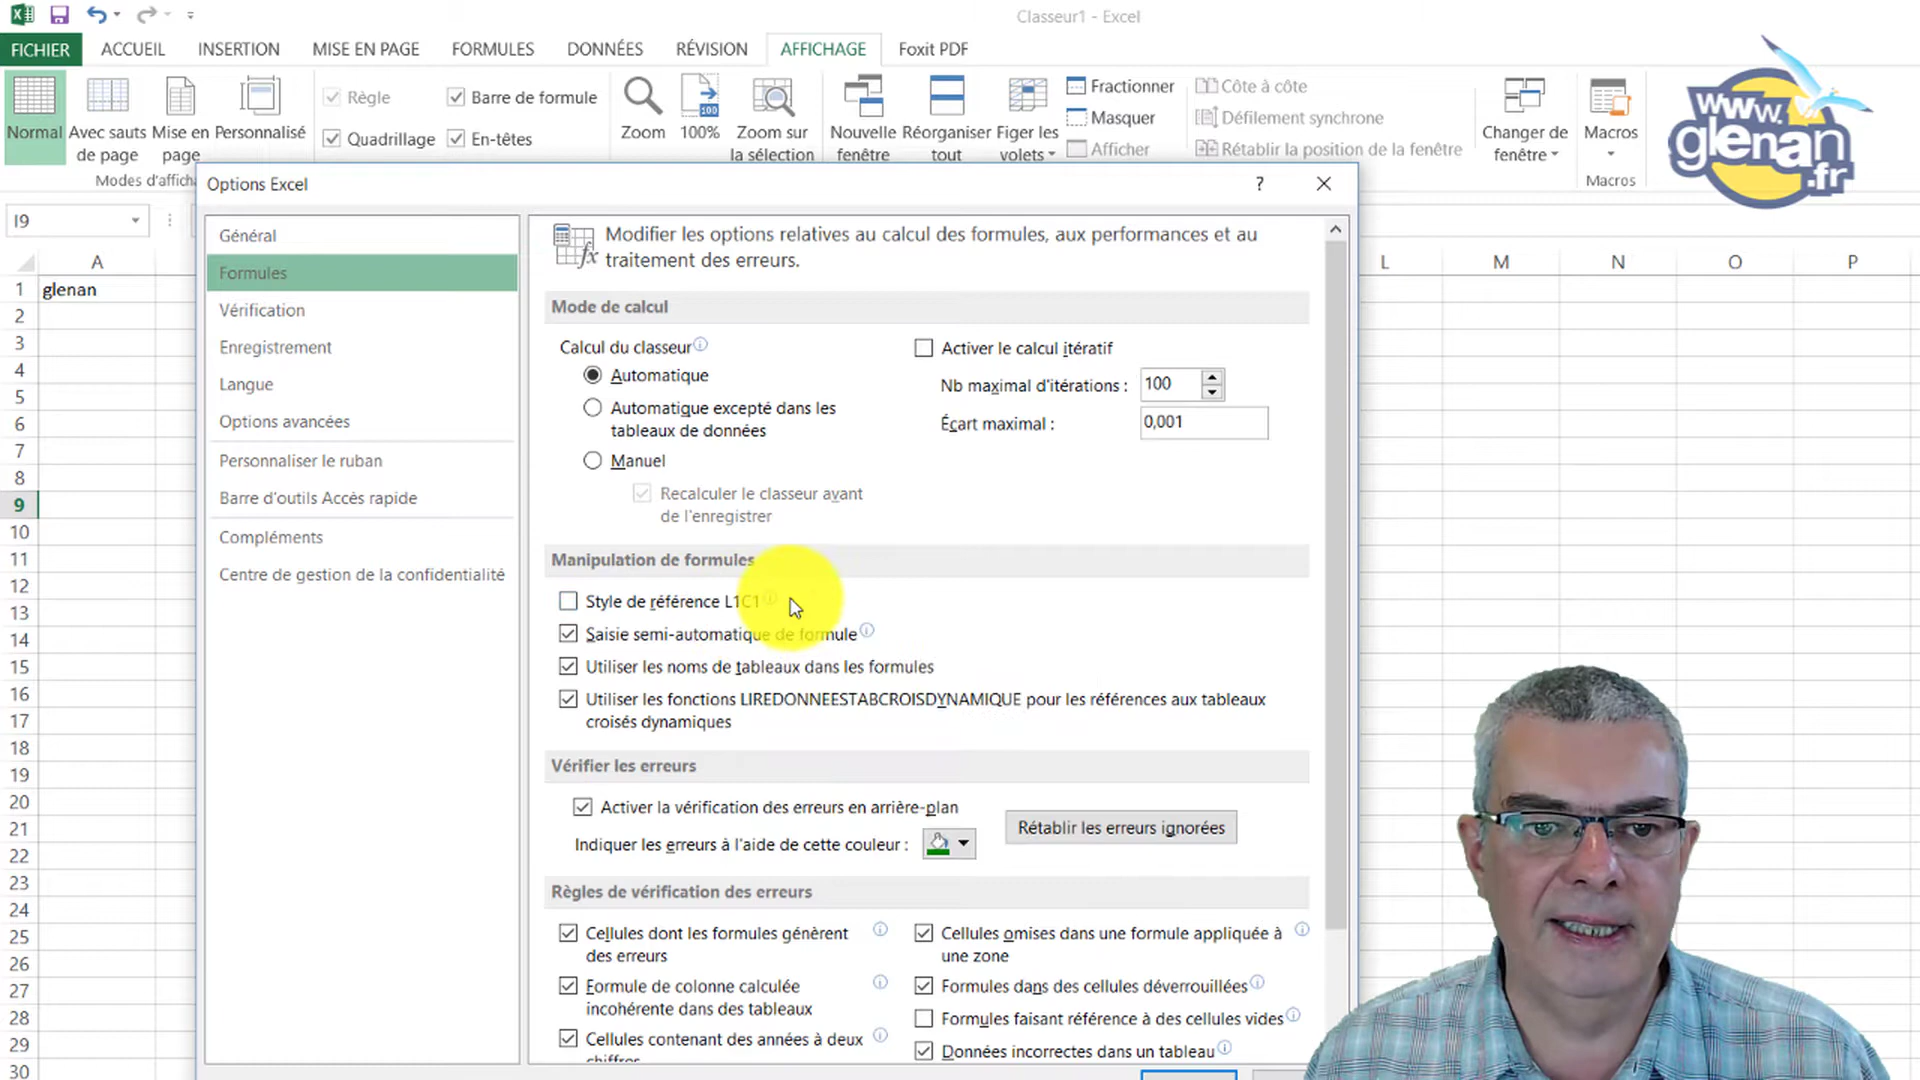 Classeur1 - Excel
FICHIER ACCUEIL INSERTION MISE EN PAGE FORMULES DONNÉES RÉVISION AFFICHAGE Foxit PDF
Normal
Avec sauts
de page
Mise en
page
Personnalisé
Modes d'afficha
Règle
Barre de formule
Quadrillage
En-têtes
Zoom
100%
Zoom sur
la sélection
Nouvelle
fenêtre
Réorganiser
tout
Figer les
volets
Fractionner
Masquer
Afficher
Côte à côte
Défilement synchrone
Rétablir la position de la fenêtre
Changer de
fenêtre
Macros
Macros
www.
glenan
.fr
Options Excel
?
I9
A L M N O P
1 glenan
2
3
4
5
6
7
8
9
10
11
12
13
14
15
16
17
18
19
20
21
22
23
24
25
26
27
28
29
30
Général
Formules
Vérification
Enregistrement
Langue
Options avancées
Personnaliser le ruban
Barre d'outils Accès rapide
Compléments
Centre de gestion de la confidentialité
Modifier les options relatives au calcul des formules, aux performances et au
traitement des erreurs.
Mode de calcul
Calcul du classeur
Automatique
Automatique excepté dans les
tableaux de données
Manuel
Recalculer le classeur avant
de l'enregistrer
Activer le calcul itératif
Nb maximal d'itérations : 100
Écart maximal : 0,001
Manipulation de formules
Style de référence L1C1
Saisie semi-automatique de formule
Utiliser les noms de tableaux dans les formules
Utiliser les fonctions LIREDONNEESTABCROISDYNAMIQUE pour les références aux tableaux
croisés dynamiques
Vérifier les erreurs
Activer la vérification des erreurs en arrière-plan
Indiquer les erreurs à l'aide de cette couleur :
Rétablir les erreurs ignorées
Règles de vérification des erreurs
Cellules dont les formules génèrent
des erreurs
Formule de colonne calculée
incohérente dans des tableaux
Cellules contenant des années à deux
chiffres
Cellules omises dans une formule appliquée à
une zone
Formules dans des cellules déverrouillées
Formules faisant référence à des cellules vides
Données incorrectes dans un tableau